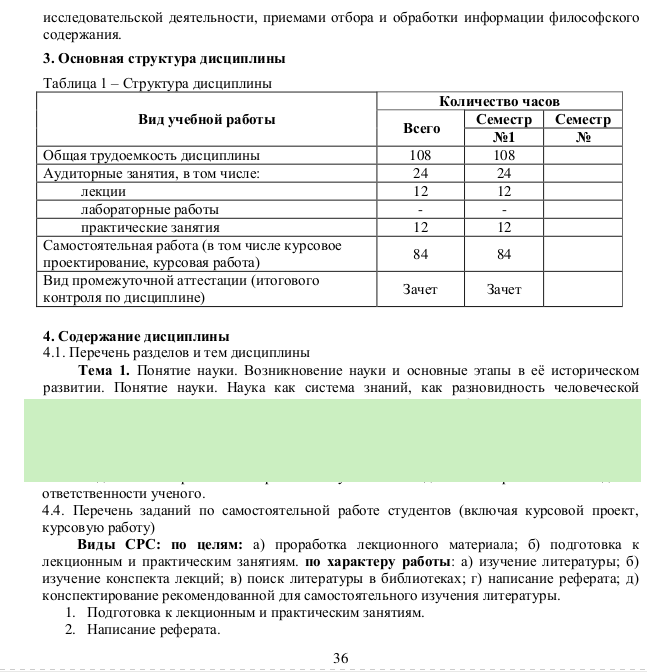 исследовательской деятельности, приемами отбора и обработки информации философского
содержания.
3. Основная структура дисциплины
Таблица 1 – Структура дисциплины
Вид учебной работы
Количество часов
Всего
Семестр
Семестр
№1
№
Общая трудоемкость дисциплины 108 108
Аудиторные занятия, в том числе: 24 24
лекции 12 12
лабораторные работы - -
практические занятия 12 12
Самостоятельная работа (в том числе курсовое
проектирование, курсовая работа) 84 84
Вид промежуточной аттестации (итогового
контроля по дисциплине) Зачет Зачет
4. Содержание дисциплины
4.1. Перечень разделов и тем дисциплины
Тема 1. Понятие науки. Возникновение науки и основные этапы в её историческом
развитии. Понятие науки. Наука как система знаний, как разновидность человеческой
ответственности ученого.
4.4. Перечень заданий по самостоятельной работе студентов (включая курсовой проект,
курсовую работу)
Виды СРС: по целям: а) проработка лекционного материала; б) подготовка к
лекционным и практическим занятиям. по характеру работы: а) изучение литературы; б)
изучение конспекта лекций; в) поиск литературы в библиотеках; г) написание реферата; д)
конспектирование рекомендованной для самостоятельного изучения литературы.
1. Подготовка к лекционным и практическим занятиям.
2. Написание реферата.
36